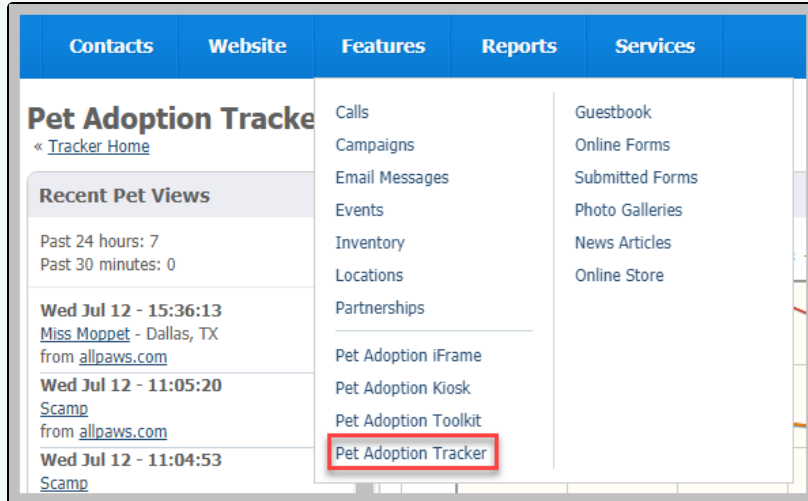 Contacts Website Features Reports Services
Pet Adoption Tracke
« Tracker Home
Recent Pet Views
Past 24 hours: 7
Past 30 minutes: 0
Wed Jul 12 - 15:36:13
Miss Moppet - Dallas, TX
from allpaws.com
Wed Jul 12 - 11:05:20
Scamp
from allpaws.com
Wed Jul 12 - 11:04:53
Scamp
Calls
Campaigns
Email Messages
Events
Inventory
Locations
Partnerships
Pet Adoption iFrame
Pet Adoption Kiosk
Pet Adoption Toolkit
Pet Adoption Tracker
Guestbook
Online Forms
Submitted Forms
Photo Galleries
News Articles
Online Store